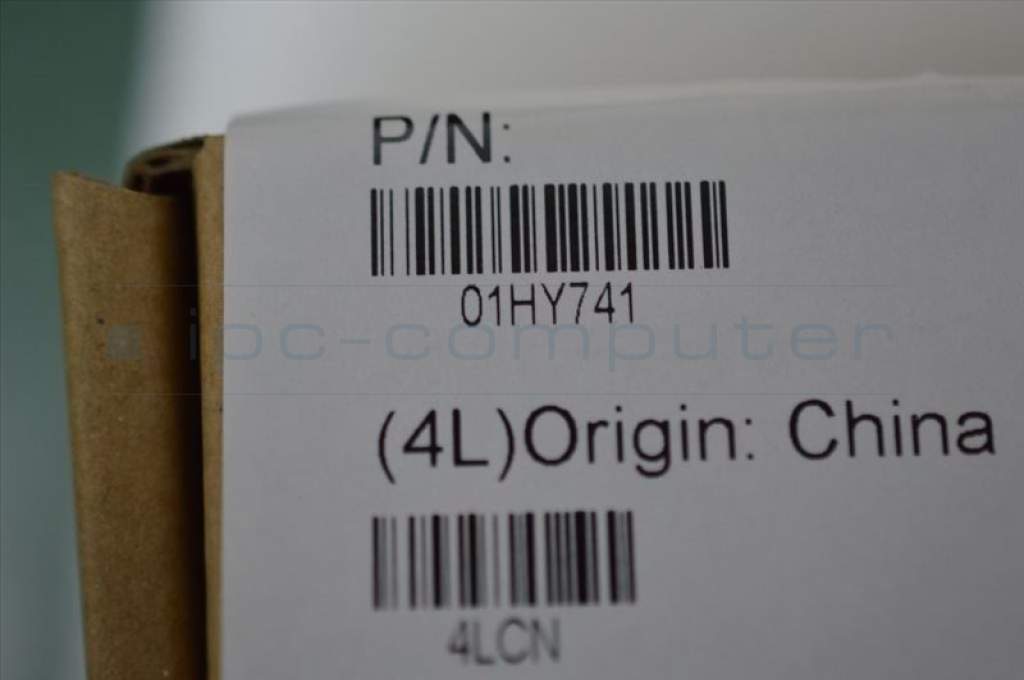 P/N:
01HY741
ipc-computer
(4L)Origin: China
4LCN